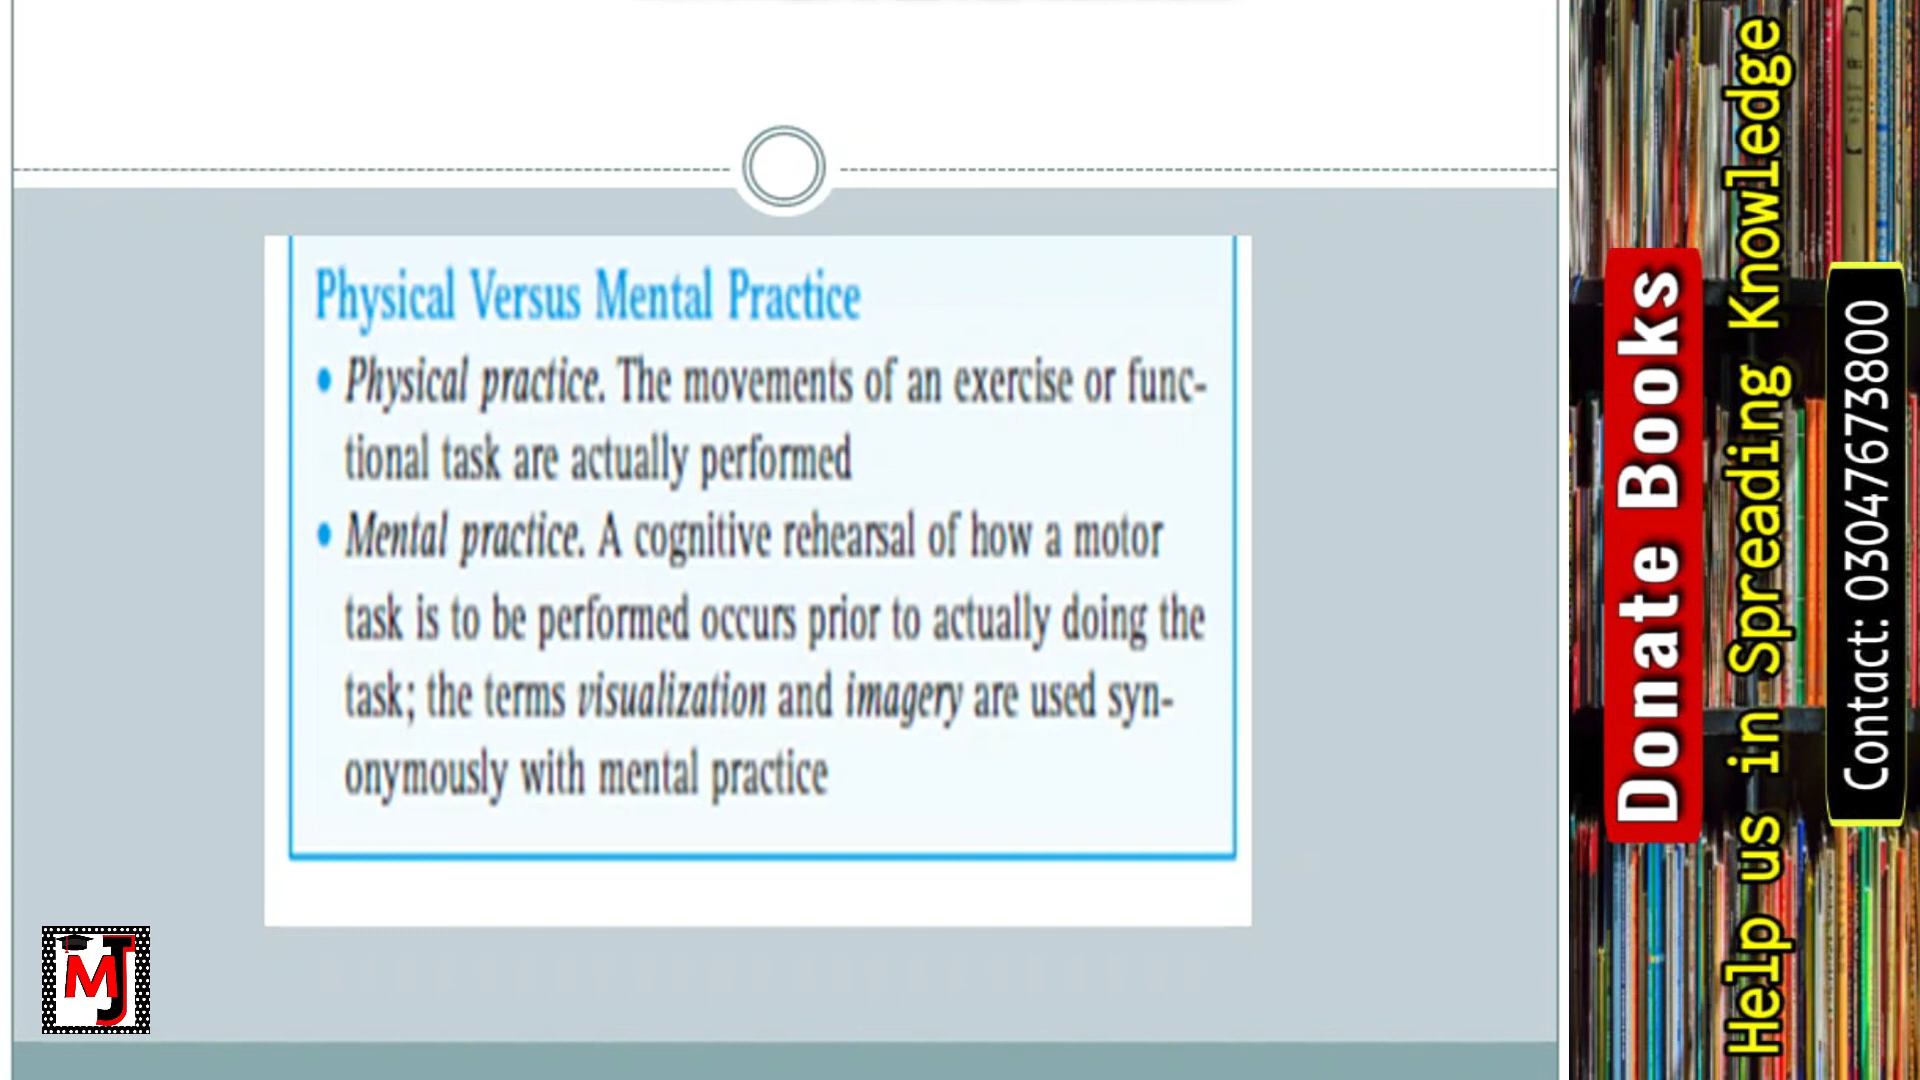 Physical Versus Mental Practice
• Physical practice. The movements of an exercise or func-
tional task are actually performed
• Mental practice. A cognitive rehearsal of how a motor
task is to be performed occurs prior to actually doing the
task; the terms visualization and imagery are used syn-
onymously with mental practice
MJ
Donate Books
Help us in Spreading Knowledge
Contact: 03047673800